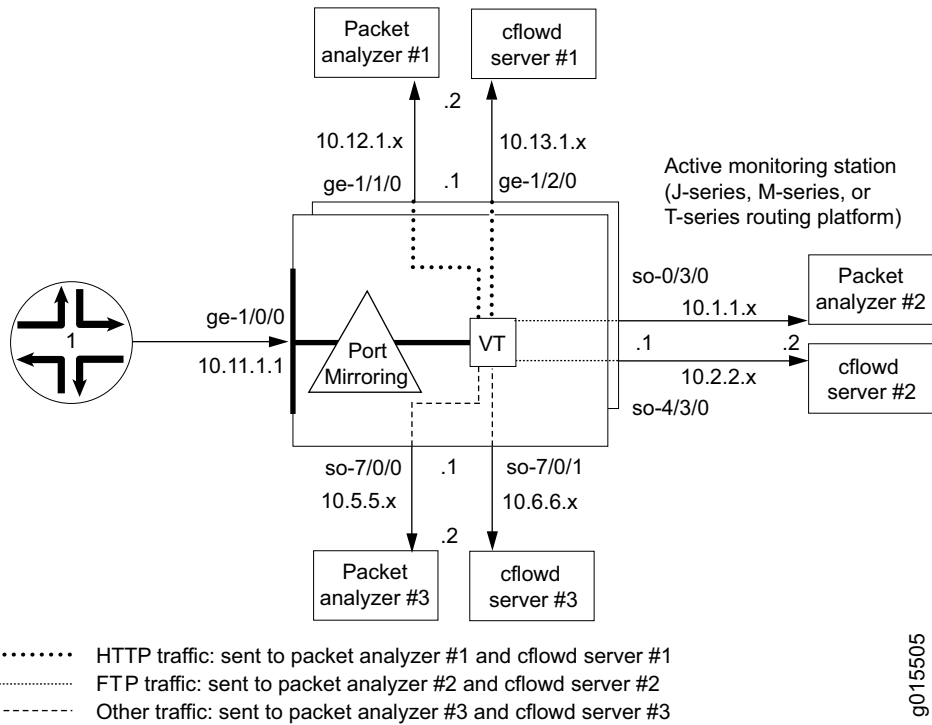 Packet
analyzer #1
cflowd
server #1
.2
10.12.1.x
10.13.1.x
ge-1/1/0
.1
ge-1/2/0
Active monitoring station
(J-series, M-series, or
T-series routing platform)
so-0/3/0
Packet
analyzer #2
10.1.1.x
ge-1/0/0
1
10.11.1.1
Port
Mirroring
VT
.1
.2
10.2.2.x
cflowd
server #2
so-4/3/0
so-7/0/0
.1
so-7/0/1
10.5.5.x
10.6.6.x
.2
Packet
analyzer #3
cflowd
server #3
HTTP traffic: sent to packet analyzer #1 and cflowd server #1
FTP traffic: sent to packet analyzer #2 and cflowd server #2
Other traffic: sent to packet analyzer #3 and cflowd server #3
g015505